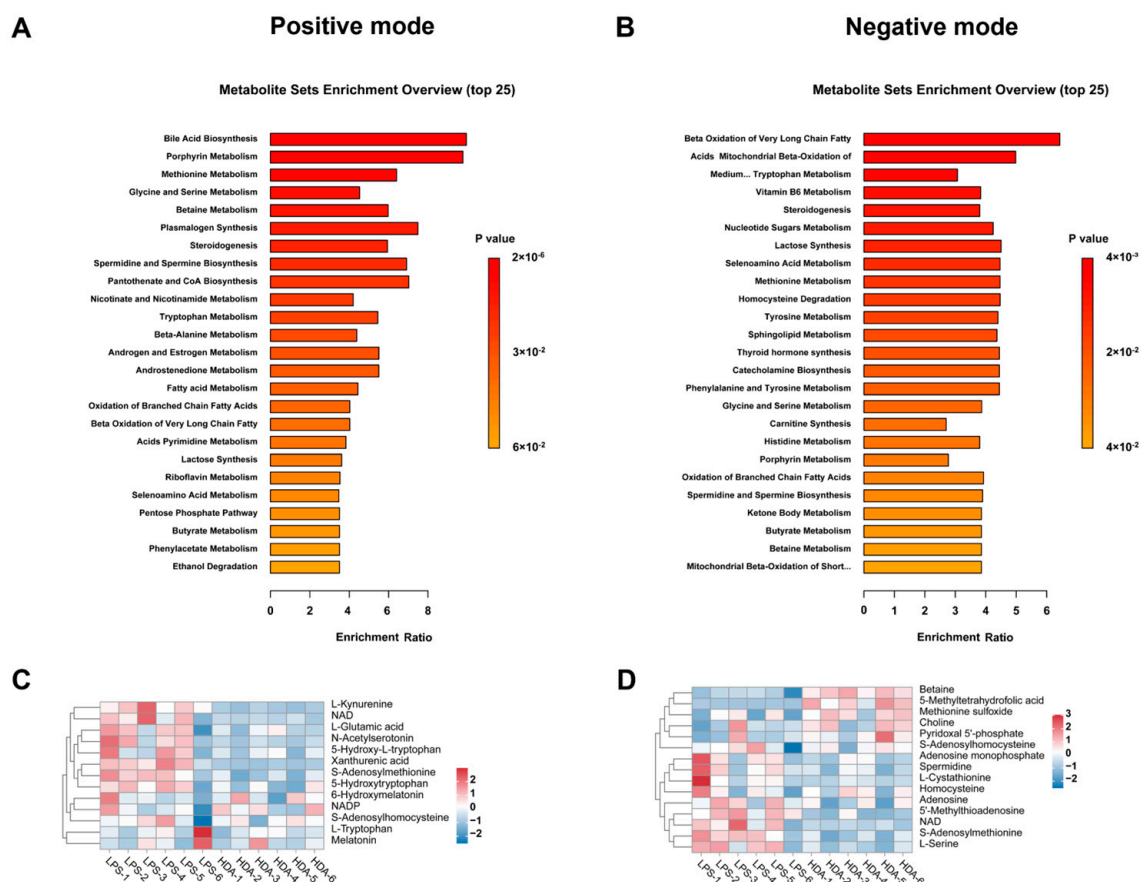 A
Positive mode
B
Negative mode
Metabolite Sets Enrichment Overview (top 25)
Metabolite Sets Enrichment Overview (top 25)
Bile Acid Biosynthesis
Porphyrin Metabolism
Methionine Metabolism
Glycine and Serine Metabolism
Betaine Metabolism
Plasmalogen Synthesis
Steroidogenesis
Spermidine and Spermine Biosynthesis
Pantothenate and CoA Biosynthesis
Nicotinate and Nicotinamide Metabolism
Tryptophan Metabolism
Beta-Alanine Metabolism
Androgen and Estrogen Metabolism
Androstenedione Metabolism
Fatty acid Metabolism
Oxidation of Branched Chain Fatty Acids
Beta Oxidation of Very Long Chain Fatty
Acids Pyrimidine Metabolism
Lactose Synthesis
Riboflavin Metabolism
Selenoamino Acid Metabolism
Pentose Phosphate Pathway
Butyrate Metabolism
Phenylacetate Metabolism
Ethanol Degradation
0 2 4 6 8
Enrichment Ratio
P value
2×10⁻⁶
3×10⁻²
6×10⁻²
Beta Oxidation of Very Long Chain Fatty
Acids Mitochondrial Beta-Oxidation of
Medium... Tryptophan Metabolism
Vitamin B6 Metabolism
Steroidogenesis
Nucleotide Sugars Metabolism
Lactose Synthesis
Selenoamino Acid Metabolism
Methionine Metabolism
Homocysteine Degradation
Tyrosine Metabolism
Sphingolipid Metabolism
Thyroid hormone synthesis
Catecholamine Biosynthesis
Phenylalanine and Tyrosine Metabolism
Glycine and Serine Metabolism
Carnitine Synthesis
Histidine Metabolism
Porphyrin Metabolism
Oxidation of Branched Chain Fatty Acids
Spermidine and Spermine Biosynthesis
Ketone Body Metabolism
Butyrate Metabolism
Betaine Metabolism
Mitochondrial Beta-Oxidation of Short...
0 1 2 3 4 5 6
Enrichment Ratio
P value
4×10⁻³
2×10⁻²
4×10⁻²
C
L-Kynurenine
NAD
L-Glutamic acid
N-Acetylserotonin
5-Hydroxy-L-tryptophan
Xanthurenic acid
S-Adenosylmethionine
5-Hydroxytryptophan
6-Hydroxymelatonin
NADP
S-Adenosylhomocysteine
L-Tryptophan
Melatonin
2
1
0
−1
−2
LPS-1 LPS-2 LPS-3 LPS-4 LPS-5 LPS-6 HDA-1 HDA-2 HDA-3 HDA-4 HDA-5 HDA-6
D
Betaine
5-Methyltetrahydrofolic acid
Methionine sulfoxide
Choline
Pyridoxal 5'-phosphate
S-Adenosylhomocysteine
Adenosine monophosphate
Spermidine
L-Cystathionine
Homocysteine
Adenosine
5'-Methylthioadenosine
NAD
S-Adenosylmethionine
L-Serine
3
2
1
0
−1
−2
LPS-1 LPS-2 LPS-3 LPS-4 LPS-5 LPS-6 HDA-1 HDA-2 HDA-3 HDA-4 HDA-5 HDA-6